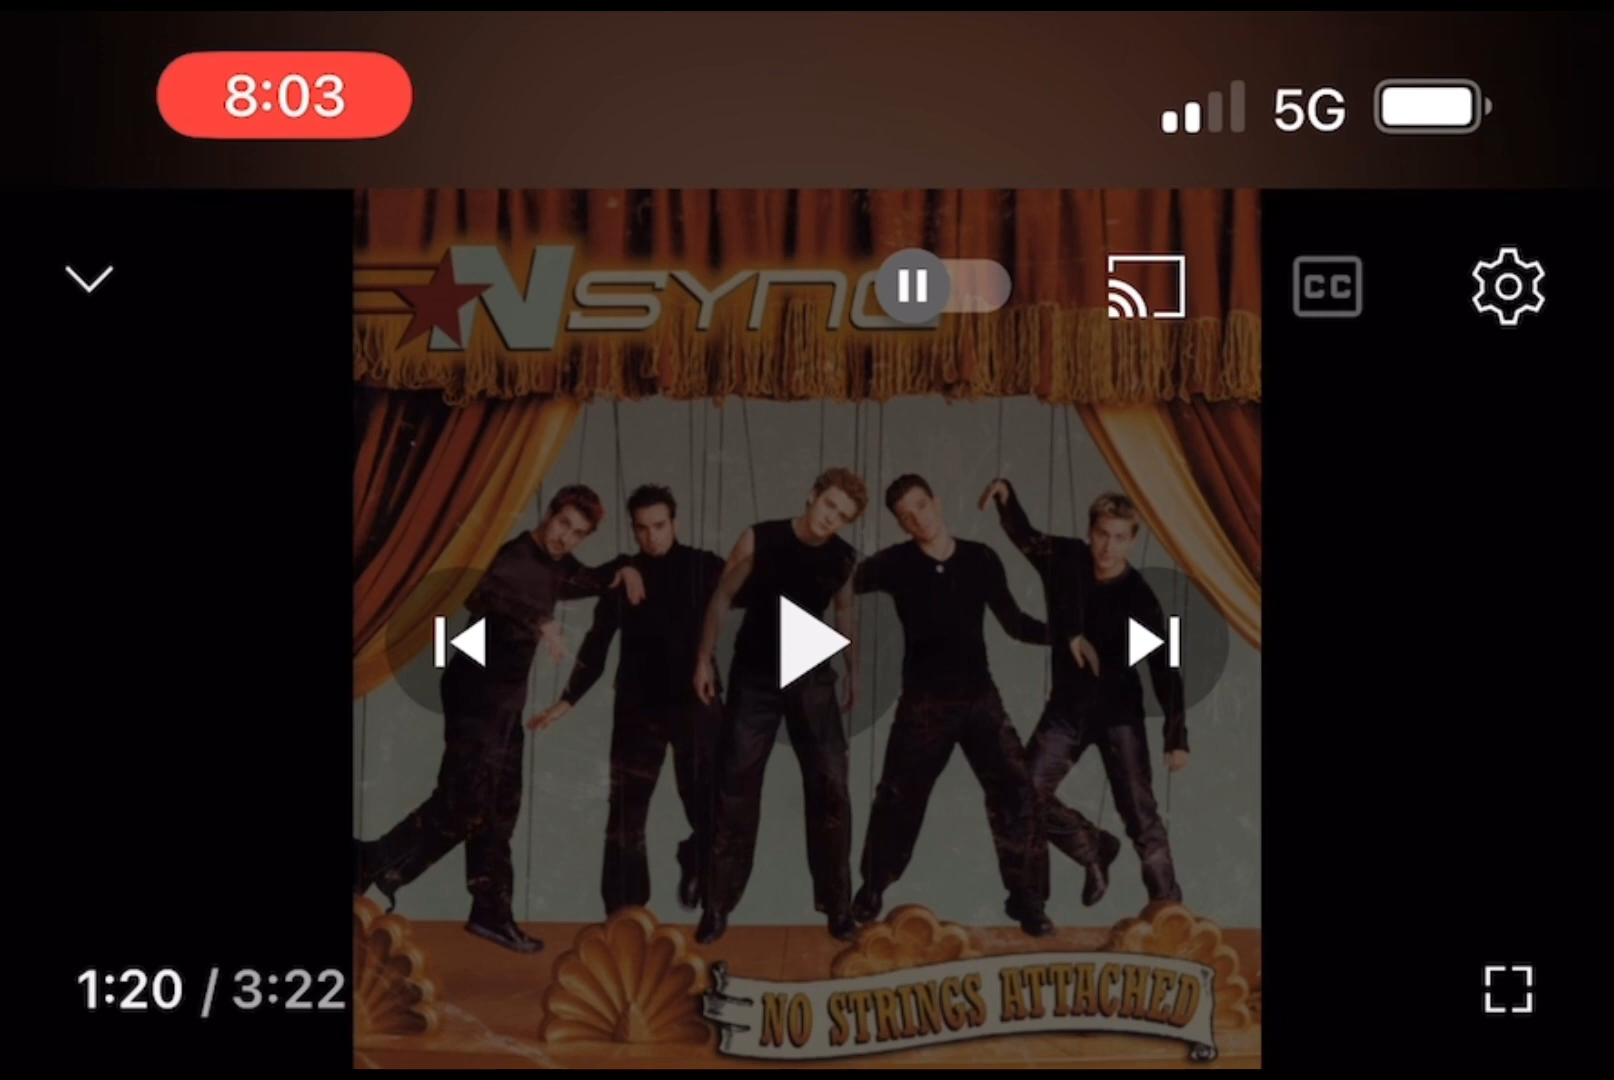 8:03
5G
NSYNC
CC
1:20 / 3:22
NO STRINGS ATTACHED